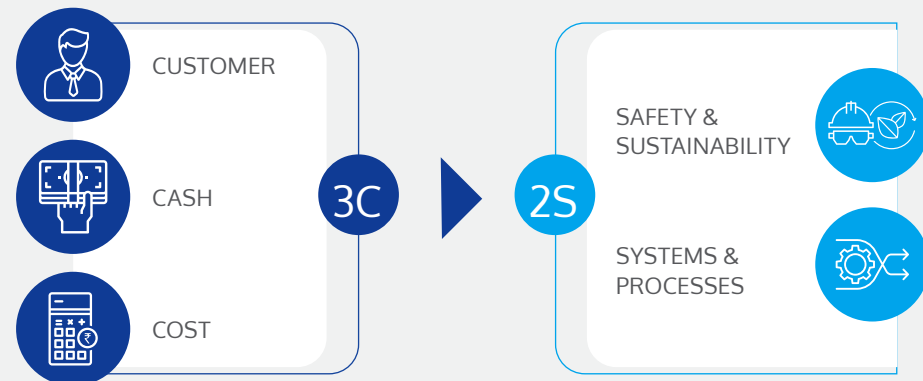 CUSTOMER
CASH
COST
3C
2S
SAFETY &
SUSTAINABILITY
SYSTEMS &
PROCESSES